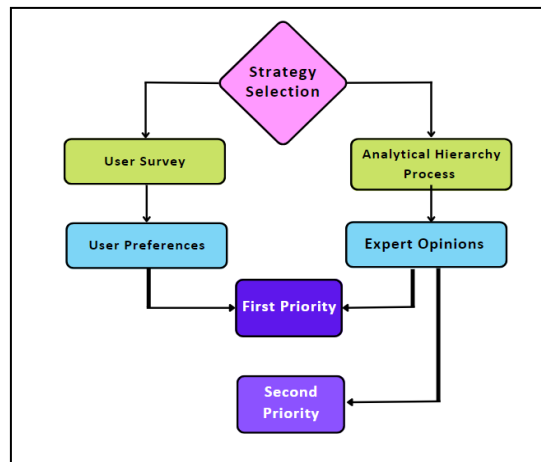 Strategy
Selection
User Survey
Analytical Hierarchy
Process
User Preferences
Expert Opinions
First Priority
Second
Priority